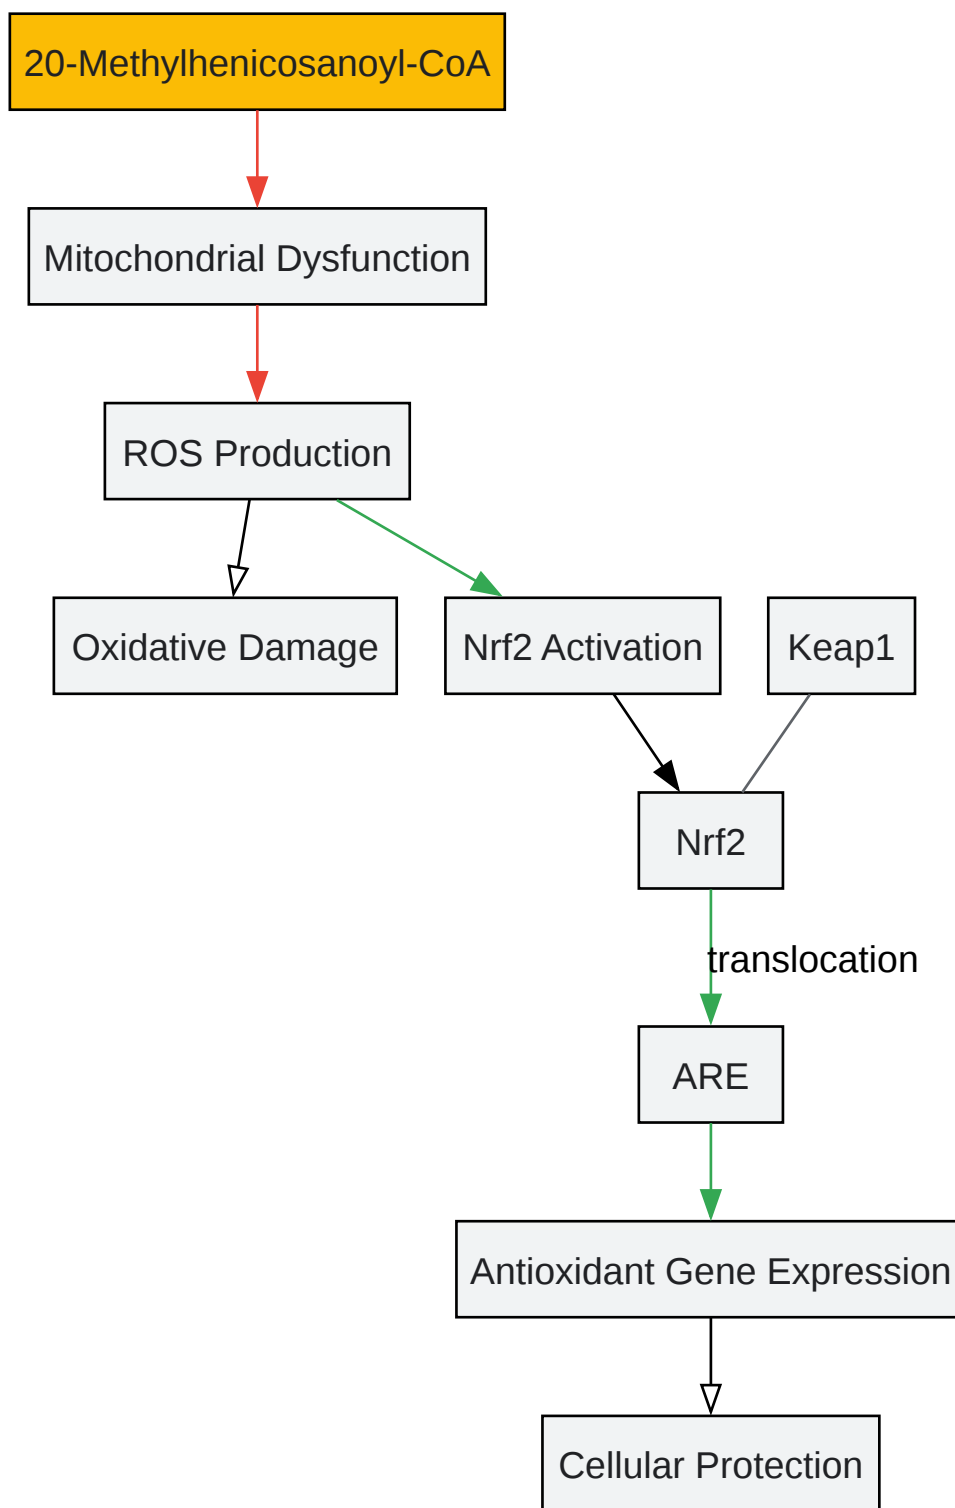 20-Methylhenicosanoyl-CoA
Mitochondrial Dysfunction
ROS Production
Oxidative Damage
Nrf2 Activation
Keap1
Nrf2
translocation
ARE
Antioxidant Gene Expression
Cellular Protection